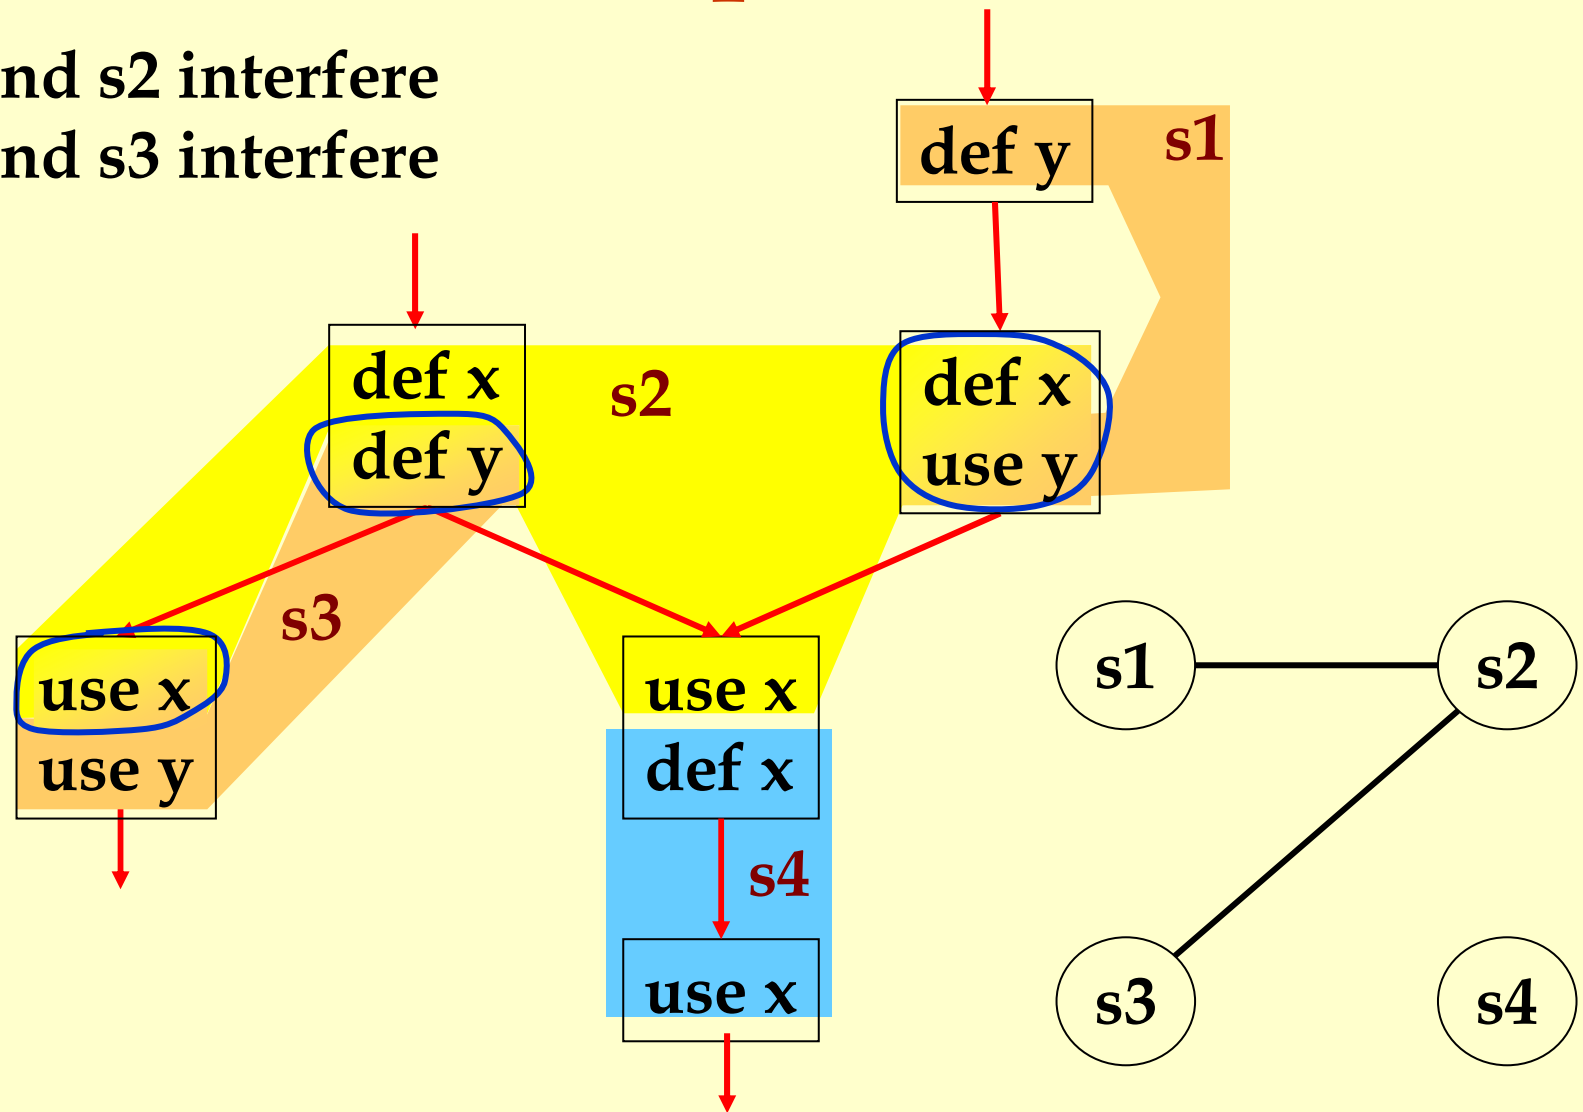 nd s2 interfere
nd s3 interfere
def y
s1
def x
def y
s2
def x
use y
s3
use x
use y
use x
def x
s4
use x
s1
s2
s3
s4